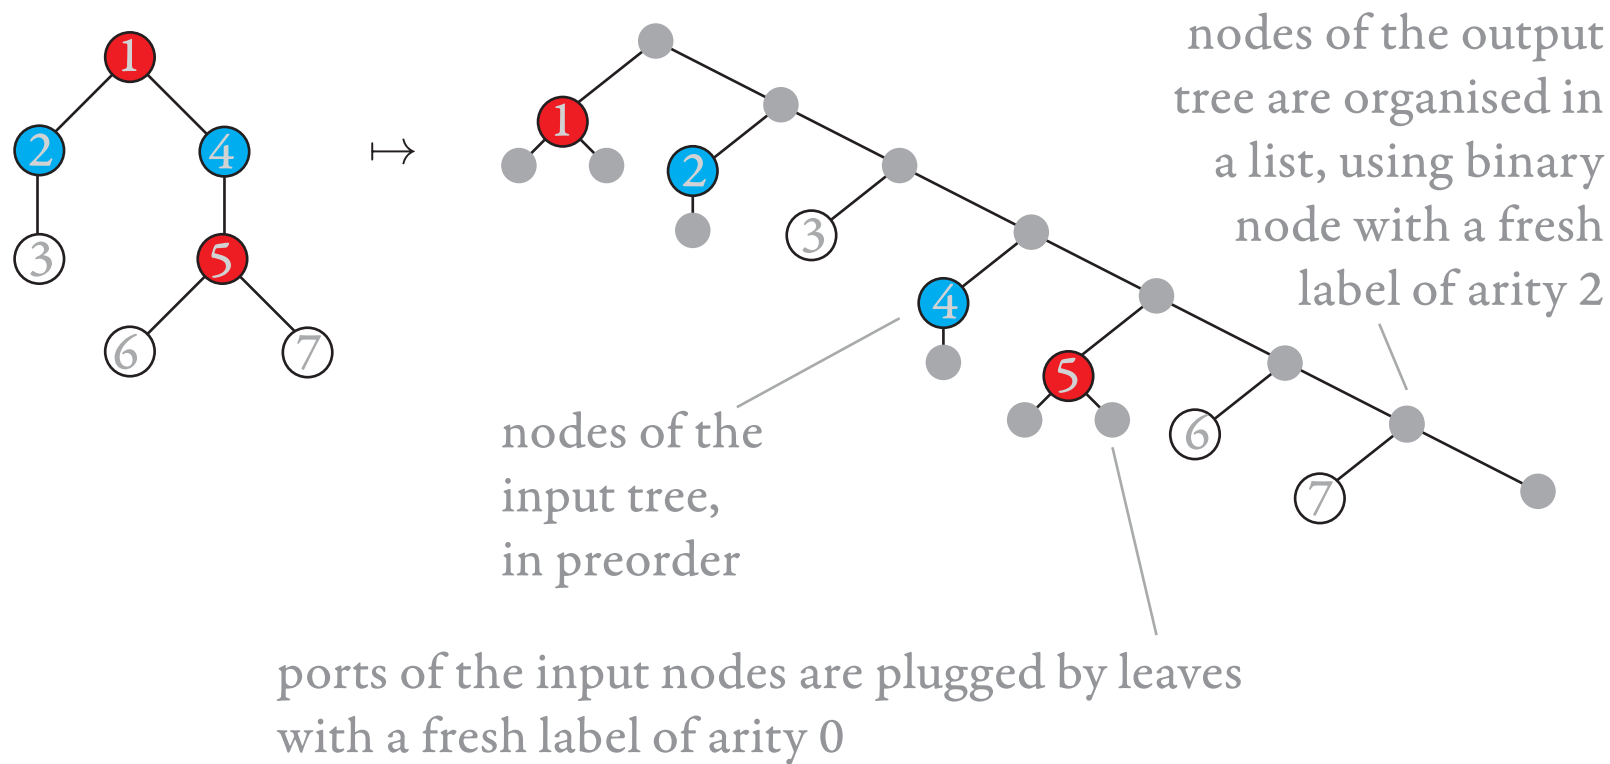 nodes of the output
tree are organised in
a list, using binary
node with a fresh
label of arity 2
1
2
4
3
5
6
7
↦
1
2
3
4
5
6
7
nodes of the
input tree,
in preorder
ports of the input nodes are plugged by leaves
with a fresh label of arity 0